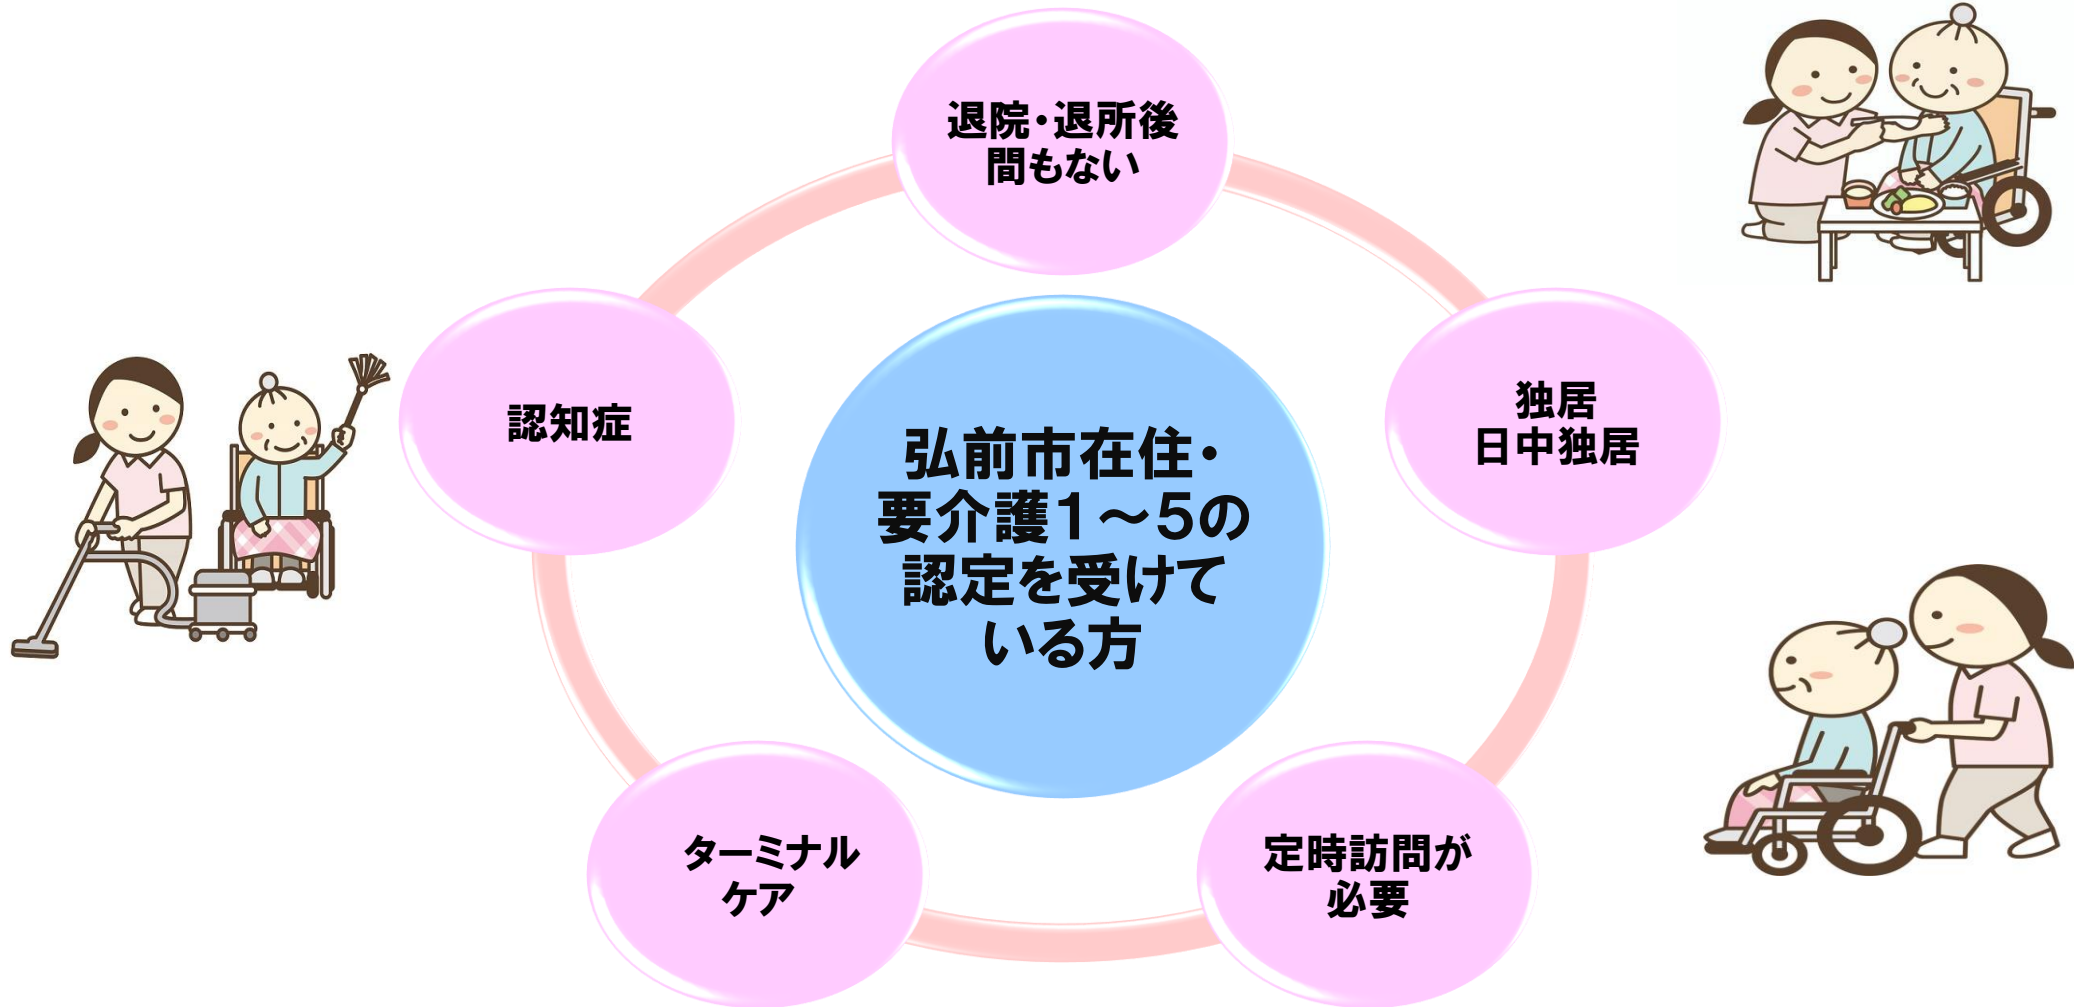 退院・退所後
間もない
独居
日中独居
認知症
弘前市在住・
要介護1～5の
認定を受けて
いる方
ターミナル
ケア
定時訪問が
必要